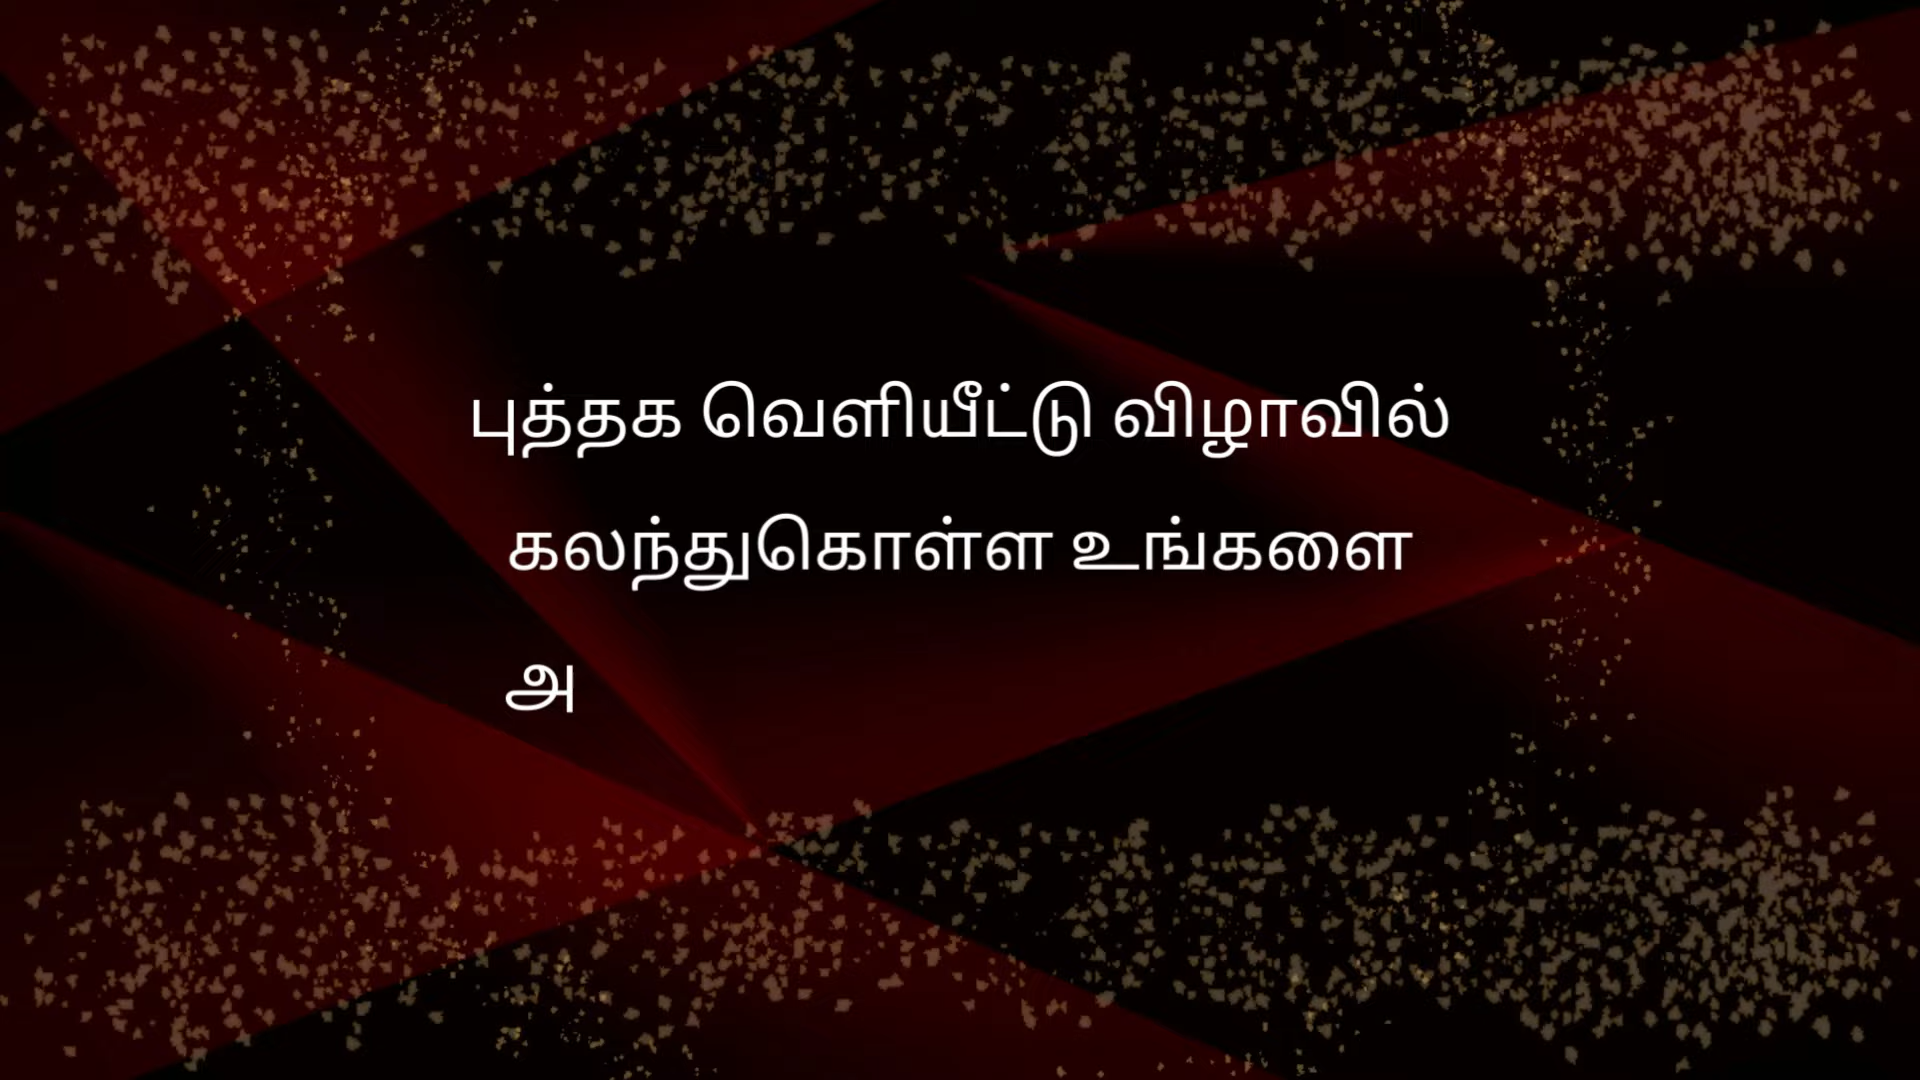 புத்தக வெளியீட்டு விழாவில்
கலந்துகொள்ள உங்களை
அ